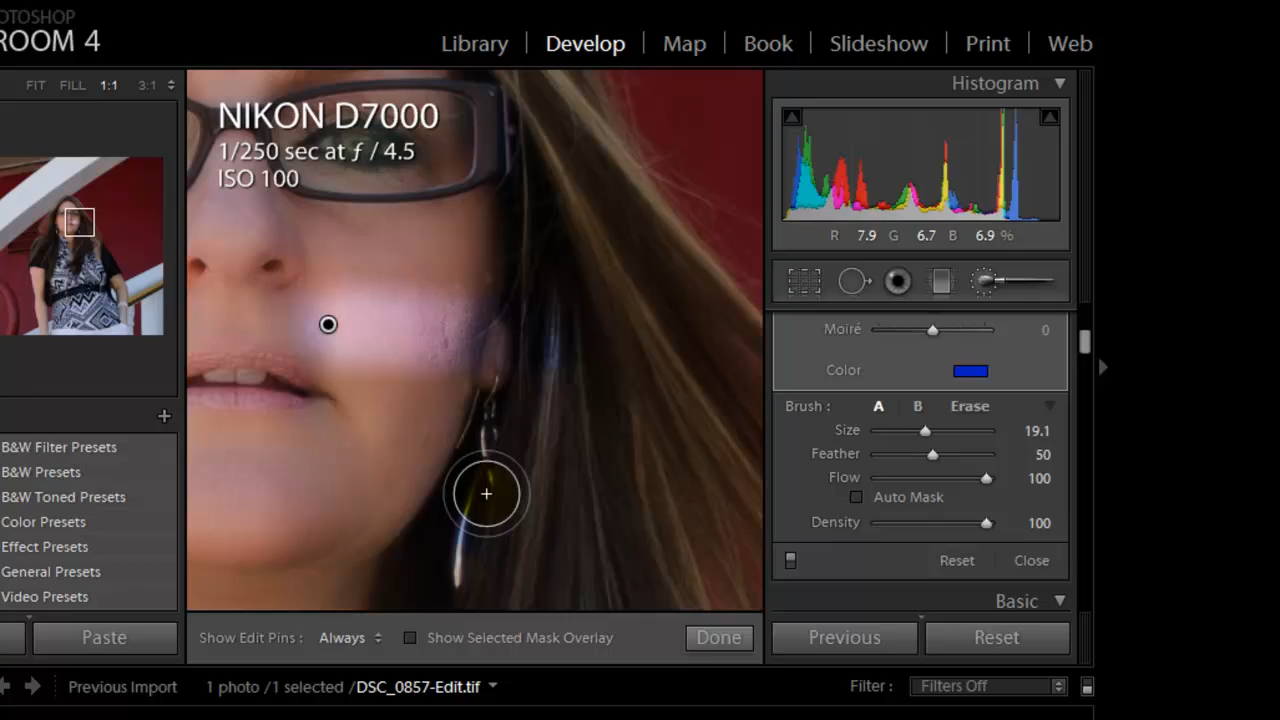 OTOSHOP
ROOM 4
Library | Develop | Map | Book | Slideshow | Print | Web
FIT FILL 1:1 3:1
Histogram
NIKON D7000
1/250 sec at ƒ / 4.5
ISO 100
R 7.9 G 6.7 B 6.9 %
Moiré 0
Color
Brush : A B Erase
Size 19.1
Feather 50
Flow 100
Auto Mask
Density 100
Reset Close
Basic
B&W Filter Presets
B&W Presets
B&W Toned Presets
Color Presets
Effect Presets
General Presets
Video Presets
Paste
Show Edit Pins : Always Show Selected Mask Overlay Done
Previous Reset
Previous Import 1 photo /1 selected /DSC_0857-Edit.tif
Filter : Filters Off